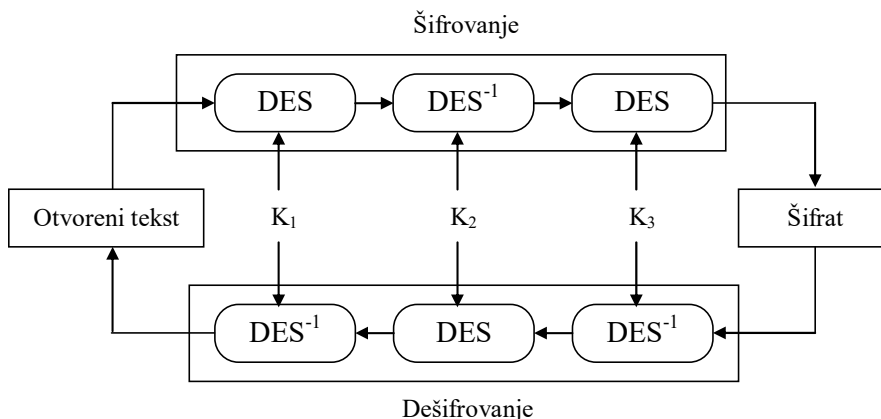 Šifrovanje
DES DES⁻¹ DES
Otvoreni tekst K₁ K₂ K₃ Šifrat
DES⁻¹ DES DES⁻¹
Dešifrovanje